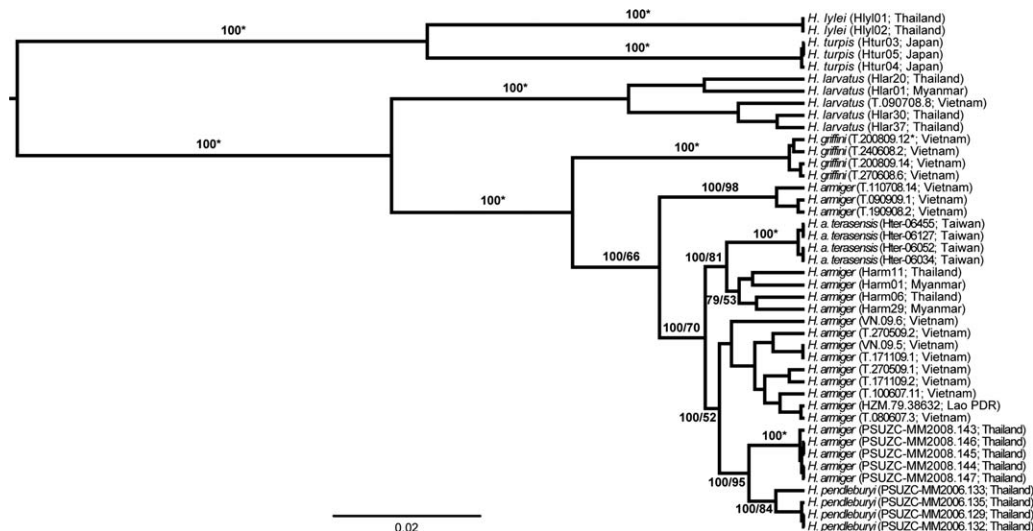 H. lylei (Hlyl01; Thailand)
100*
H. lylei (Hlyl02; Thailand)
H. turpis (Htur03; Japan)
100*
H. turpis (Htur05; Japan)
100*
H. turpis (Htur04; Japan)
H. larvatus (Hlar20; Thailand)
100*
H. larvatus (Hlar01; Myanmar)
H. larvatus (T.090708.8; Vietnam)
H. larvatus (Hlar30; Thailand)
H. larvatus (Hlar37; Thailand)
H. griffini (T.200809.12*; Vietnam)
100*
100*
H. griffini (T.240608.2; Vietnam)
H. griffini (T.200809.14; Vietnam)
H. griffini (T.270608.6; Vietnam)
100/98
H. armiger (T.110708.14; Vietnam)
100*
H. armiger (T.090909.1; Vietnam)
H. armiger (T.190908.2; Vietnam)
H. a. terasensis (Hter-06455; Taiwan)
100*
H. a. terasensis (Hter-06127; Taiwan)
H. a. terasensis (Hter-06052; Taiwan)
100/66
100/81
H. a. terasensis (Hter-06034; Taiwan)
H. armiger (Harm11; Thailand)
H. armiger (Harm01; Myanmar)
79/53
H. armiger (Harm06; Thailand)
H. armiger (Harm29; Myanmar)
H. armiger (VN.09.6; Vietnam)
100/70
H. armiger (T.270509.2; Vietnam)
H. armiger (VN.09.5; Vietnam)
H. armiger (T.171109.1; Vietnam)
H. armiger (T.270509.1; Vietnam)
H. armiger (T.171109.2; Vietnam)
H. armiger (T.100607.11; Vietnam)
H. armiger (HZM.79.38632; Lao PDR)
100/52
H. armiger (T.080607.3; Vietnam)
100*
H. armiger (PSUZC-MM2008.143; Thailand)
H. armiger (PSUZC-MM2008.146; Thailand)
H. armiger (PSUZC-MM2008.145; Thailand)
H. armiger (PSUZC-MM2008.144; Thailand)
100/95
H. armiger (PSUZC-MM2008.147; Thailand)
H. pendleburyi (PSUZC-MM2006.133; Thailand)
100/84
H. pendleburyi (PSUZC-MM2006.135; Thailand)
H. pendleburyi (PSUZC-MM2006.129; Thailand)
H. pendleburyi (PSUZC-MM2006.132; Thailand)
0.02